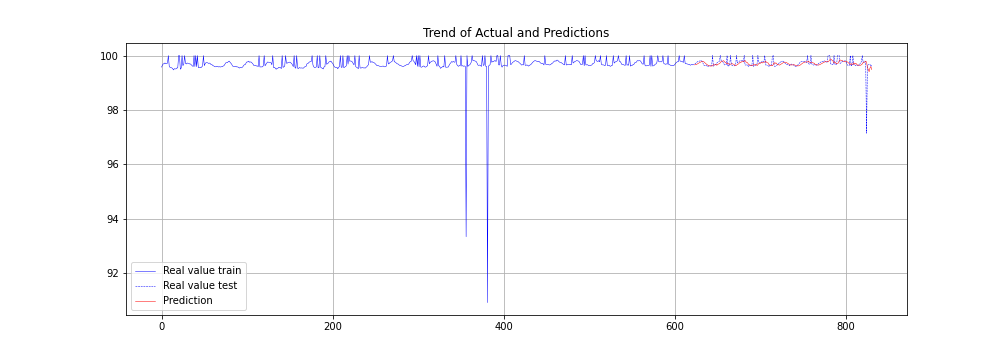 Trend of Actual and Predictions
100
98
96
94
92
Real value train
Real value test
Prediction
0 200 400 600 800